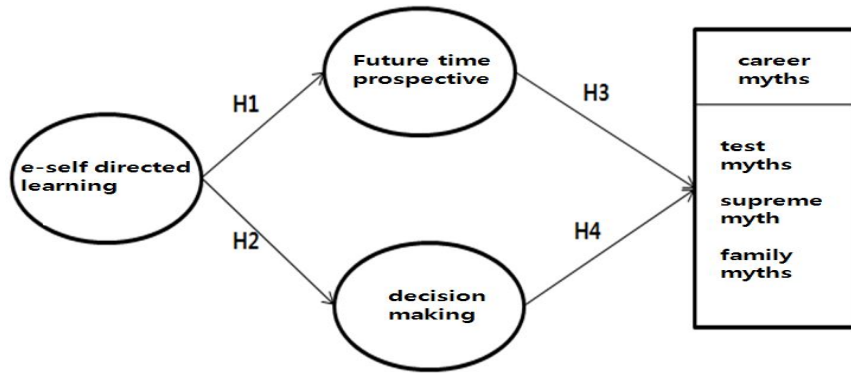 Future time
prospective
career
myths
H1
H3
e-self directed
learning
test
myths
supreme
myth
family
myths
H2
H4
decision
making